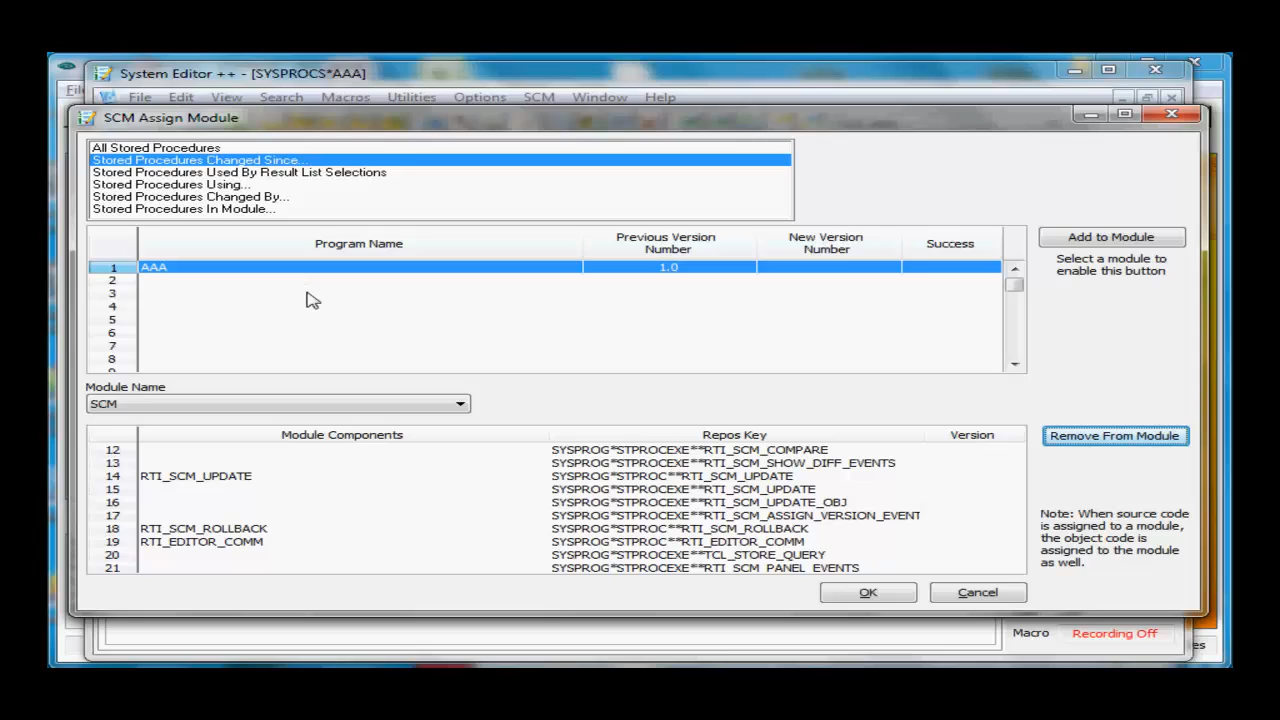 System Editor ++ - [SYSPROCS*AAA]
File Edit View Search Macros Utilities Options SCM Window Help
SCM Assign Module
All Stored Procedures
Stored Procedures Changed Since...
Stored Procedures Used By Result List Selections
Stored Procedures Using...
Stored Procedures Changed By...
Stored Procedures In Module...
Program Name Previous Version Number New Version Number Success
1 AAA 1.0
2
3
4
5
6
7
8
Add to Module
Select a module to
enable this button
Module Name
SCM
Module Components Repos Key Version
12 SYSPROG*STPROCEXE**RTI_SCM_COMPARE
13 SYSPROG*STPROCEXE**RTI_SCM_SHOW_DIFF_EVENTS
14 RTI_SCM_UPDATE SYSPROG*STPROC**RTI_SCM_UPDATE
15 SYSPROG*STPROCEXE**RTI_SCM_UPDATE
16 SYSPROG*STPROCEXE**RTI_SCM_UPDATE_OBJ
17 SYSPROG*STPROCEXE**RTI_SCM_ASSIGN_VERSION_EVENT
18 RTI_SCM_ROLLBACK SYSPROG*STPROC**RTI_SCM_ROLLBACK
19 RTI_EDITOR_COMM SYSPROG*STPROC**RTI_EDITOR_COMM
20 SYSPROG*STPROCEXE**TCL_STORE_QUERY
21 SYSPROG*STPROCEXE**RTI_SCM_PANEL_EVENTS
Remove From Module
Note: When source code
is assigned to a module,
the object code is
assigned to the module
as well.
OK Cancel
Macro Recording Off